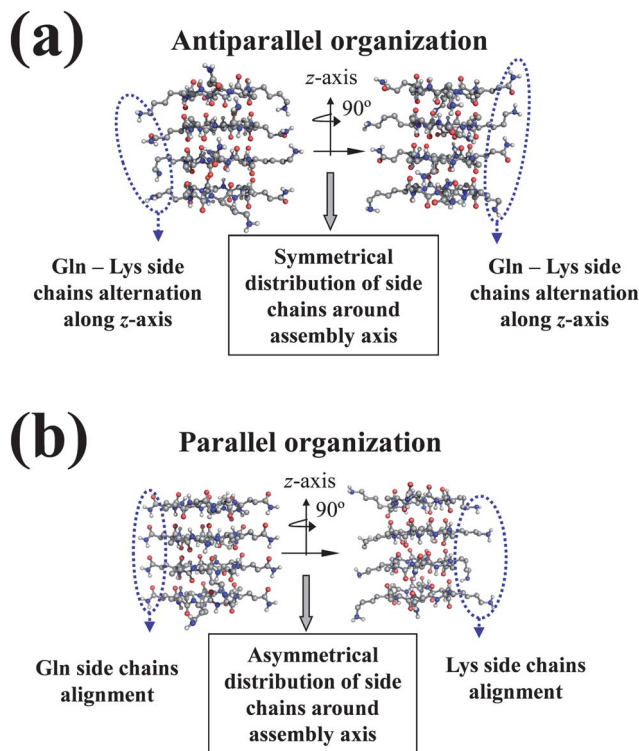 (a)
Antiparallel organization
z-axis
90º
Gln – Lys side
chains alternation
along z-axis
Symmetrical
distribution of side
chains around
assembly axis
Gln – Lys side
chains alternation
along z-axis
(b)
Parallel organization
z-axis
90º
Gln side chains
alignment
Asymmetrical
distribution of side
chains around
assembly axis
Lys side chains
alignment